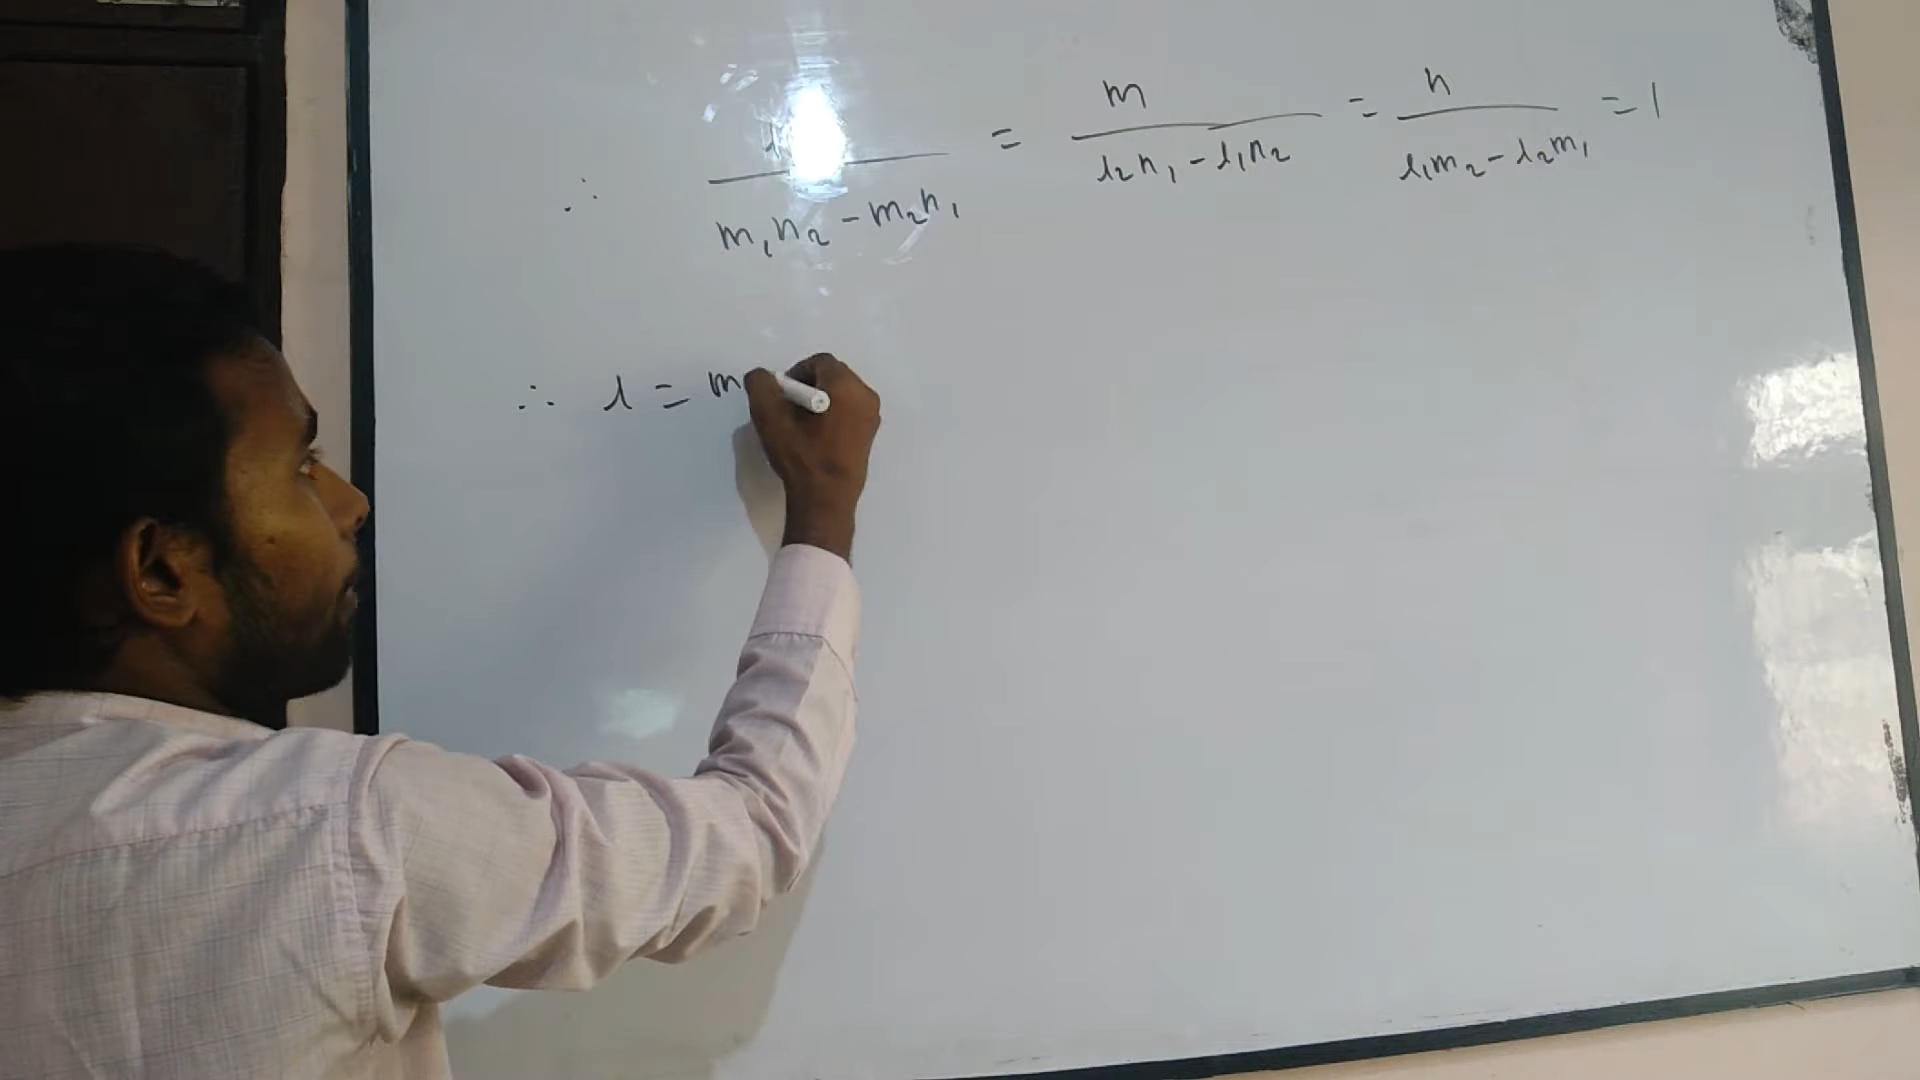 ∴ l/(m₁n₂ - m₂n₁) = m/(l₂n₁ - l₁n₂) = n/(l₁m₂ - l₂m₁) = 1
∴ l = m